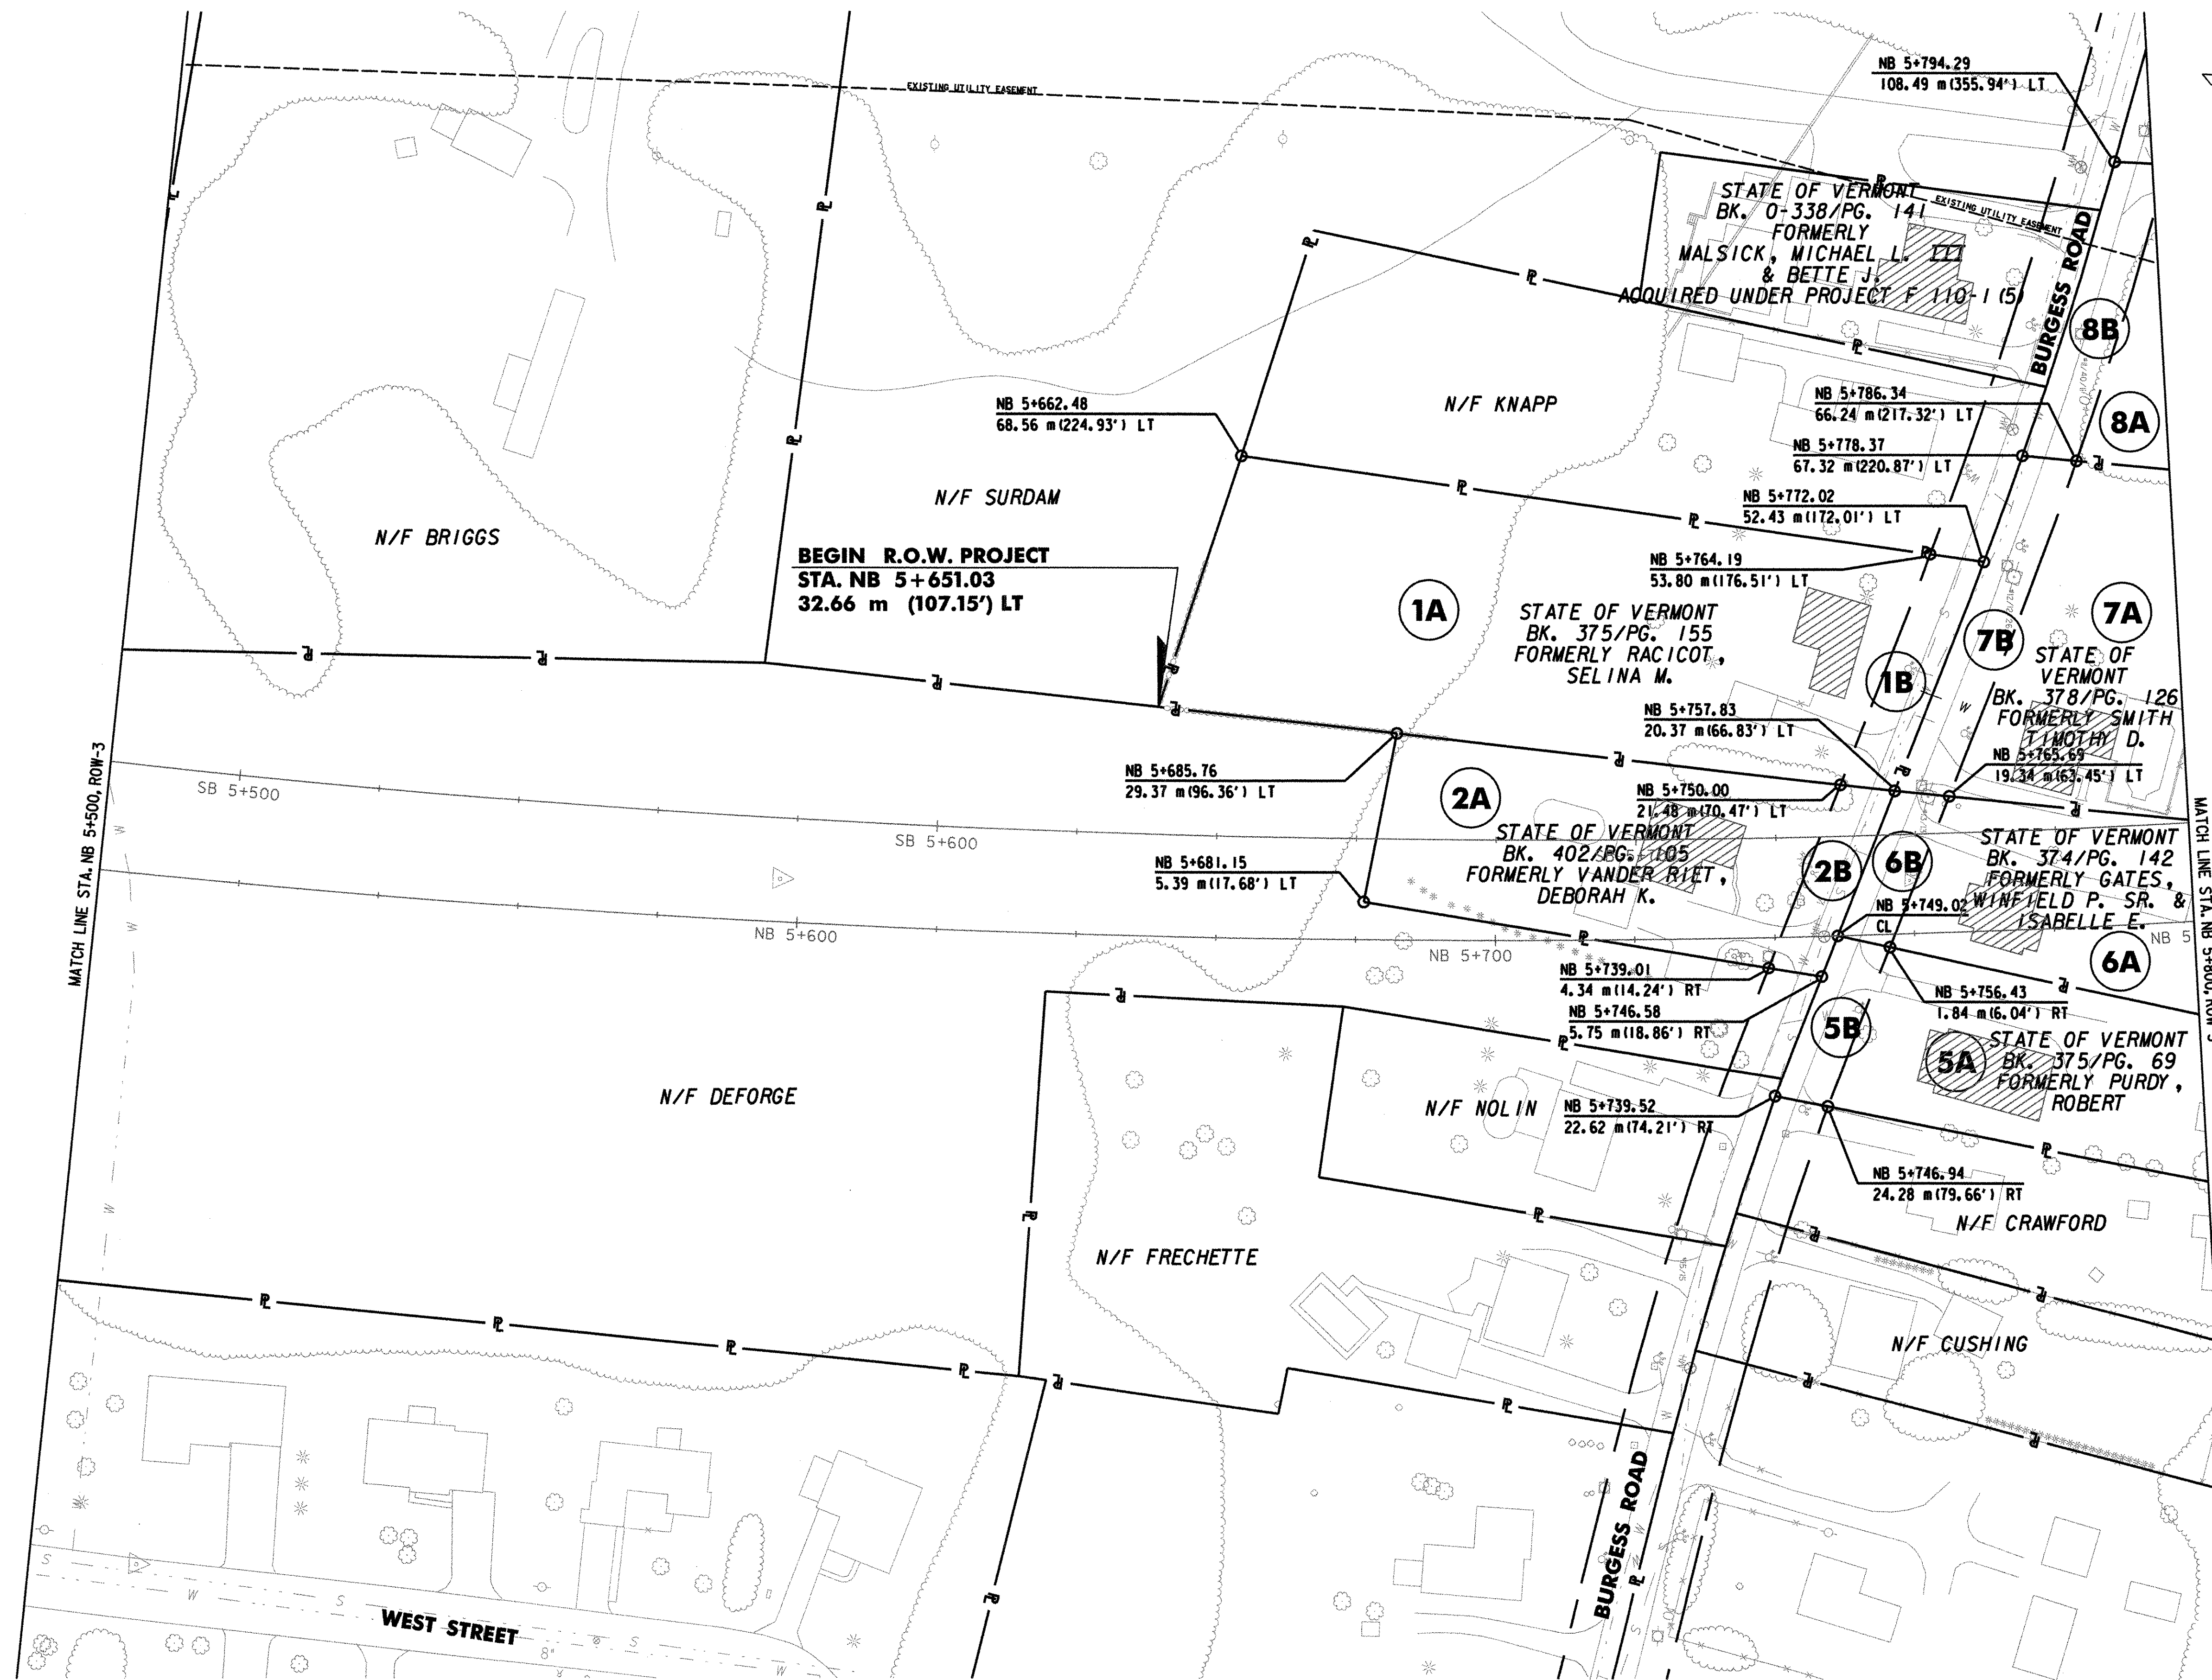 NB 5+794.29
108.49 m(355.94') LT
EXISTING UTILITY EASEMENT
STATE OF VERMONT
BK. 0-338/PG. 141
FORMERLY
MALSICK, MICHAEL L. III
& BETTE J.
ACQUIRED UNDER PROJECT F 110-1(5)
EXISTING UTILITY EASEMENT
BURGESS ROAD
8B
8A
NB 5+786.34
66.24 m(217.32') LT
NB 5+778.37
67.32 m(220.87') LT
NB 5+772.02
52.43 m(172.01') LT
NB 5+764.19
53.80 m(176.51') LT
NB 5+662.48
68.56 m(224.93') LT
N/F KNAPP
N/F SURDAM
N/F BRIGGS
BEGIN R.O.W. PROJECT
STA. NB 5+651.03
32.66 m (107.15') LT
1A
STATE OF VERMONT
BK. 375/PG. 155
FORMERLY RACICOT,
SELINA M.
1B
7B
7A
STATE OF
VERMONT
BK. 378/PG. 126
FORMERLY SMITH
TIMOTHY D.
NB 5+765.69
19.34 m(63.45') LT
NB 5+757.83
20.37 m(66.83') LT
NB 5+750.00
21.48 m(70.47') LT
NB 5+685.76
29.37 m(96.36') LT
2A
STATE OF VERMONT
BK. 402/PG. 105
FORMERLY VANDER RIET,
DEBORAH K.
NB 5+681.15
5.39 m(17.68') LT
2B
6B
STATE OF VERMONT
BK. 374/PG. 142
FORMERLY GATES,
WINFIELD P. SR. &
ISABELLE E.
NB 5+749.02
CL
6A
SB 5+500
SB 5+600
NB 5+600
NB 5+700
NB 5
MATCH LINE STA. NB 5+500, ROW-3
MATCH LINE STA. NB 5+800, ROW-5
NB 5+739.01
4.34 m(14.24') RT
NB 5+746.58
5.75 m(18.86') RT
NB 5+756.43
1.84 m(6.04') RT
5B
5A
STATE OF VERMONT
BK. 375/PG. 69
FORMERLY PURDY,
ROBERT
N/F DEFORGE
N/F NOLIN
NB 5+739.52
22.62 m(74.21') RT
NB 5+746.94
24.28 m(79.66') RT
N/F CRAWFORD
N/F FRECHETTE
N/F CUSHING
BURGESS ROAD
WEST STREET
8"